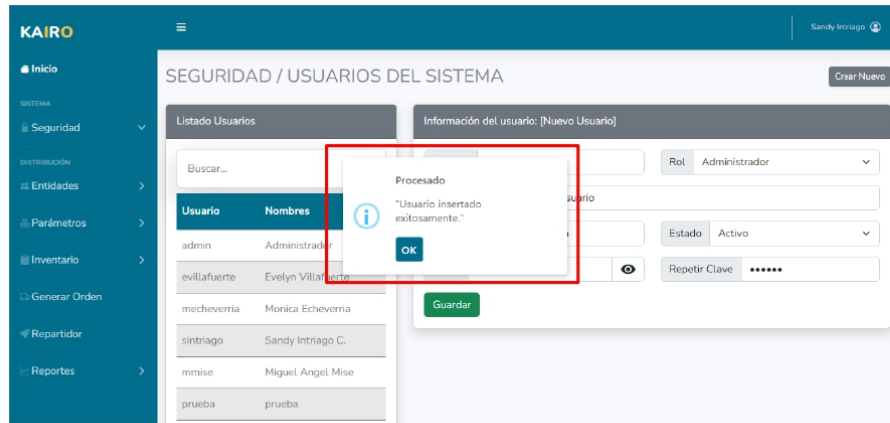 KAIRO
Sandy Intriago
Inicio
SISTEMA
Seguridad
DISTRIBUCIÓN
Entidades
Parámetros
Inventario
Generar Orden
Repartidor
Reportes
SEGURIDAD / USUARIOS DEL SISTEMA
Crear Nuevo
Listado Usuarios
Buscar...
Usuario Nombres
admin Administrador
evillafuerte Evelyn Villafuerte
mecheverria Monica Echeverria
sintriago Sandy Intriago C.
mmise Miguel Angel Mise
prueba prueba
Información del usuario: [Nuevo Usuario]
Rol Administrador
Estado Activo
Repetir Clave ••••••
Guardar
Procesado
"Usuario insertado
exitosamente."
OK